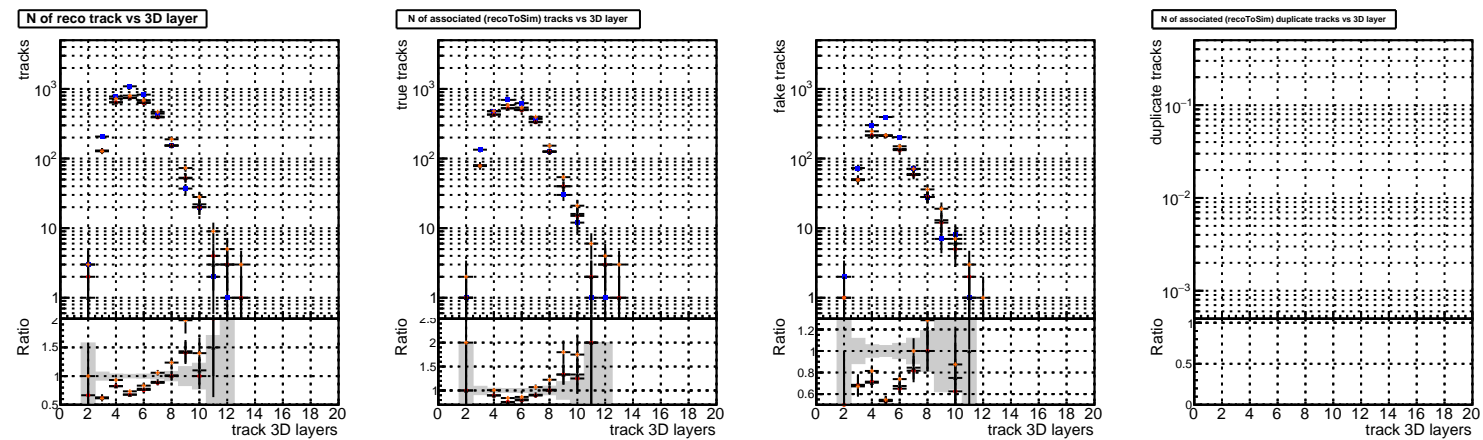 N of reco track vs 3D layer
tracks
10³
10²
10
1
Ratio
2
1.5
1
0.5
0 2 4 6 8 10 12 14 16 18 20
track 3D layers
N of associated (recoToSim) tracks vs 3D layer
true tracks
10³
10²
10
1
Ratio
2.5
2
1.5
1
0 2 4 6 8 10 12 14 16 18 20
track 3D layers
fake tracks
10³
10²
10
1
Ratio
1.2
1
0.8
0.6
0 2 4 6 8 10 12 14 16 18 20
track 3D layers
N of associated (recoToSim) duplicate tracks vs 3D layer
duplicate tracks
10⁻¹
10⁻²
10⁻³
Ratio
1
0.5
0
0 2 4 6 8 10 12 14 16 18 20
track 3D layers